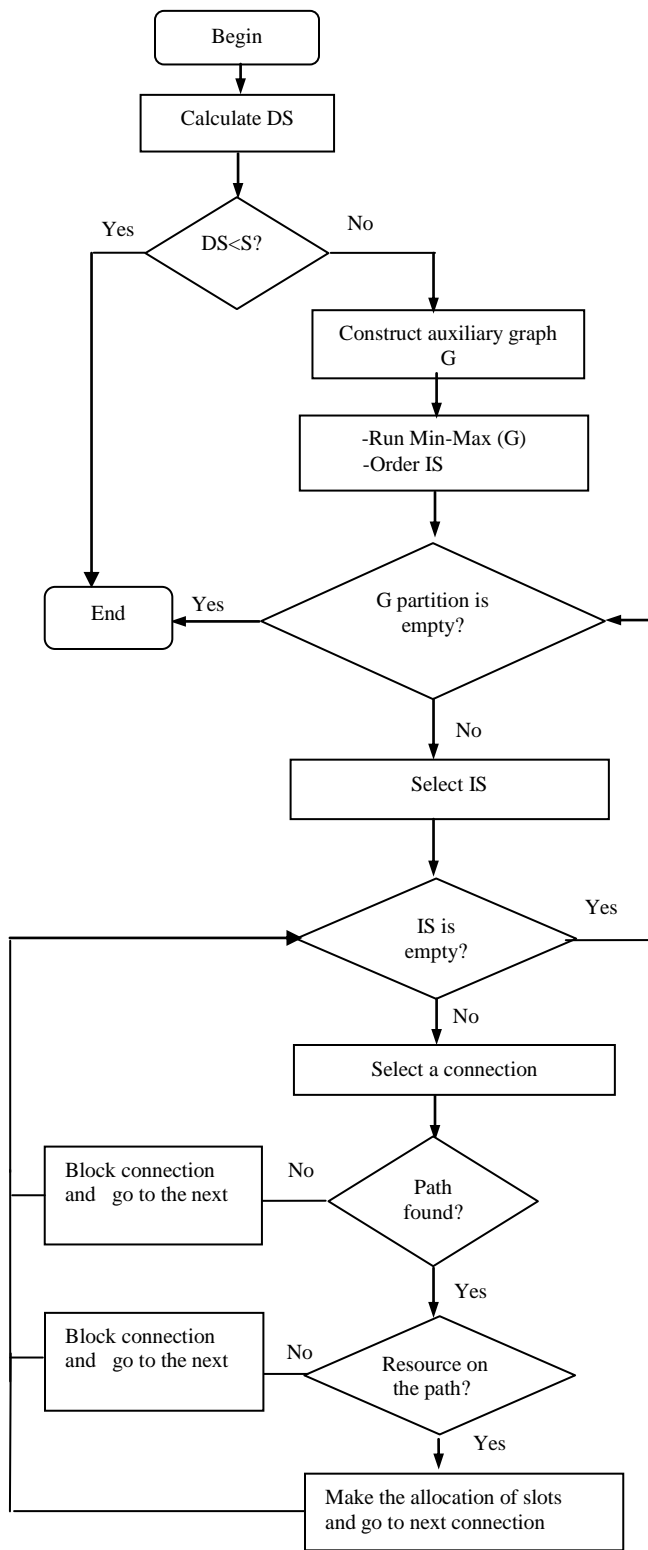 Begin
Calculate DS
Yes
No
DS<S?
Construct auxiliary graph
G
-Run Min-Max (G)
-Order IS
G partition is
empty?
Yes
End
No
Select IS
IS is
empty?
Yes
No
Select a connection
Block connection
and go to the next
No
Path
found?
Yes
Block connection
and go to the next
No
Resource on
the path?
Yes
Make the allocation of slots
and go to next connection